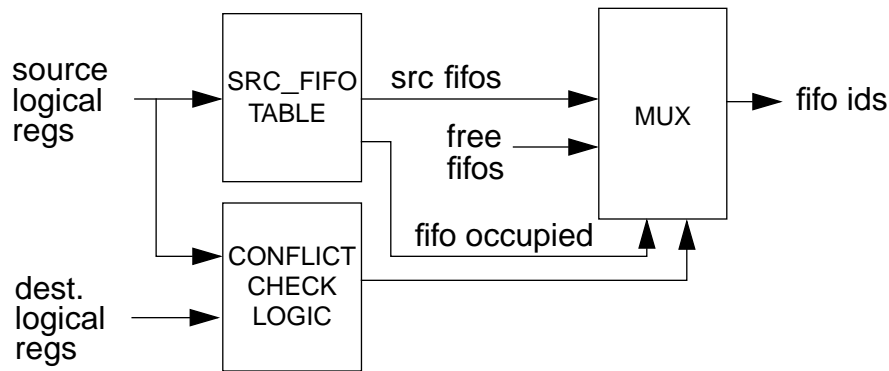 source
logical
regs
SRC_FIFO
TABLE
src fifos
free
fifos
MUX
fifo ids
fifo occupied
CONFLICT
CHECK
LOGIC
dest.
logical
regs